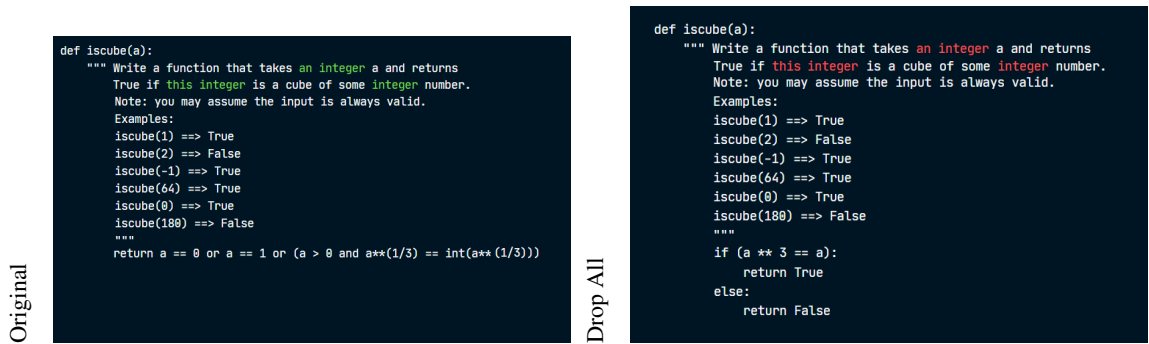 Original
def iscube(a):
""" Write a function that takes an integer a and returns
True if this integer is a cube of some integer number.
Note: you may assume the input is always valid.
Examples:
iscube(1) ==> True
iscube(2) ==> False
iscube(-1) ==> True
iscube(64) ==> True
iscube(0) ==> True
iscube(180) ==> False
"""
return a == 0 or a == 1 or (a > 0 and a**(1/3) == int(a**(1/3)))
Drop All
def iscube(a):
""" Write a function that takes an integer a and returns
True if this integer is a cube of some integer number.
Note: you may assume the input is always valid.
Examples:
iscube(1) ==> True
iscube(2) ==> False
iscube(-1) ==> True
iscube(64) ==> True
iscube(0) ==> True
iscube(180) ==> False
"""
if (a ** 3 == a):
return True
else:
return False